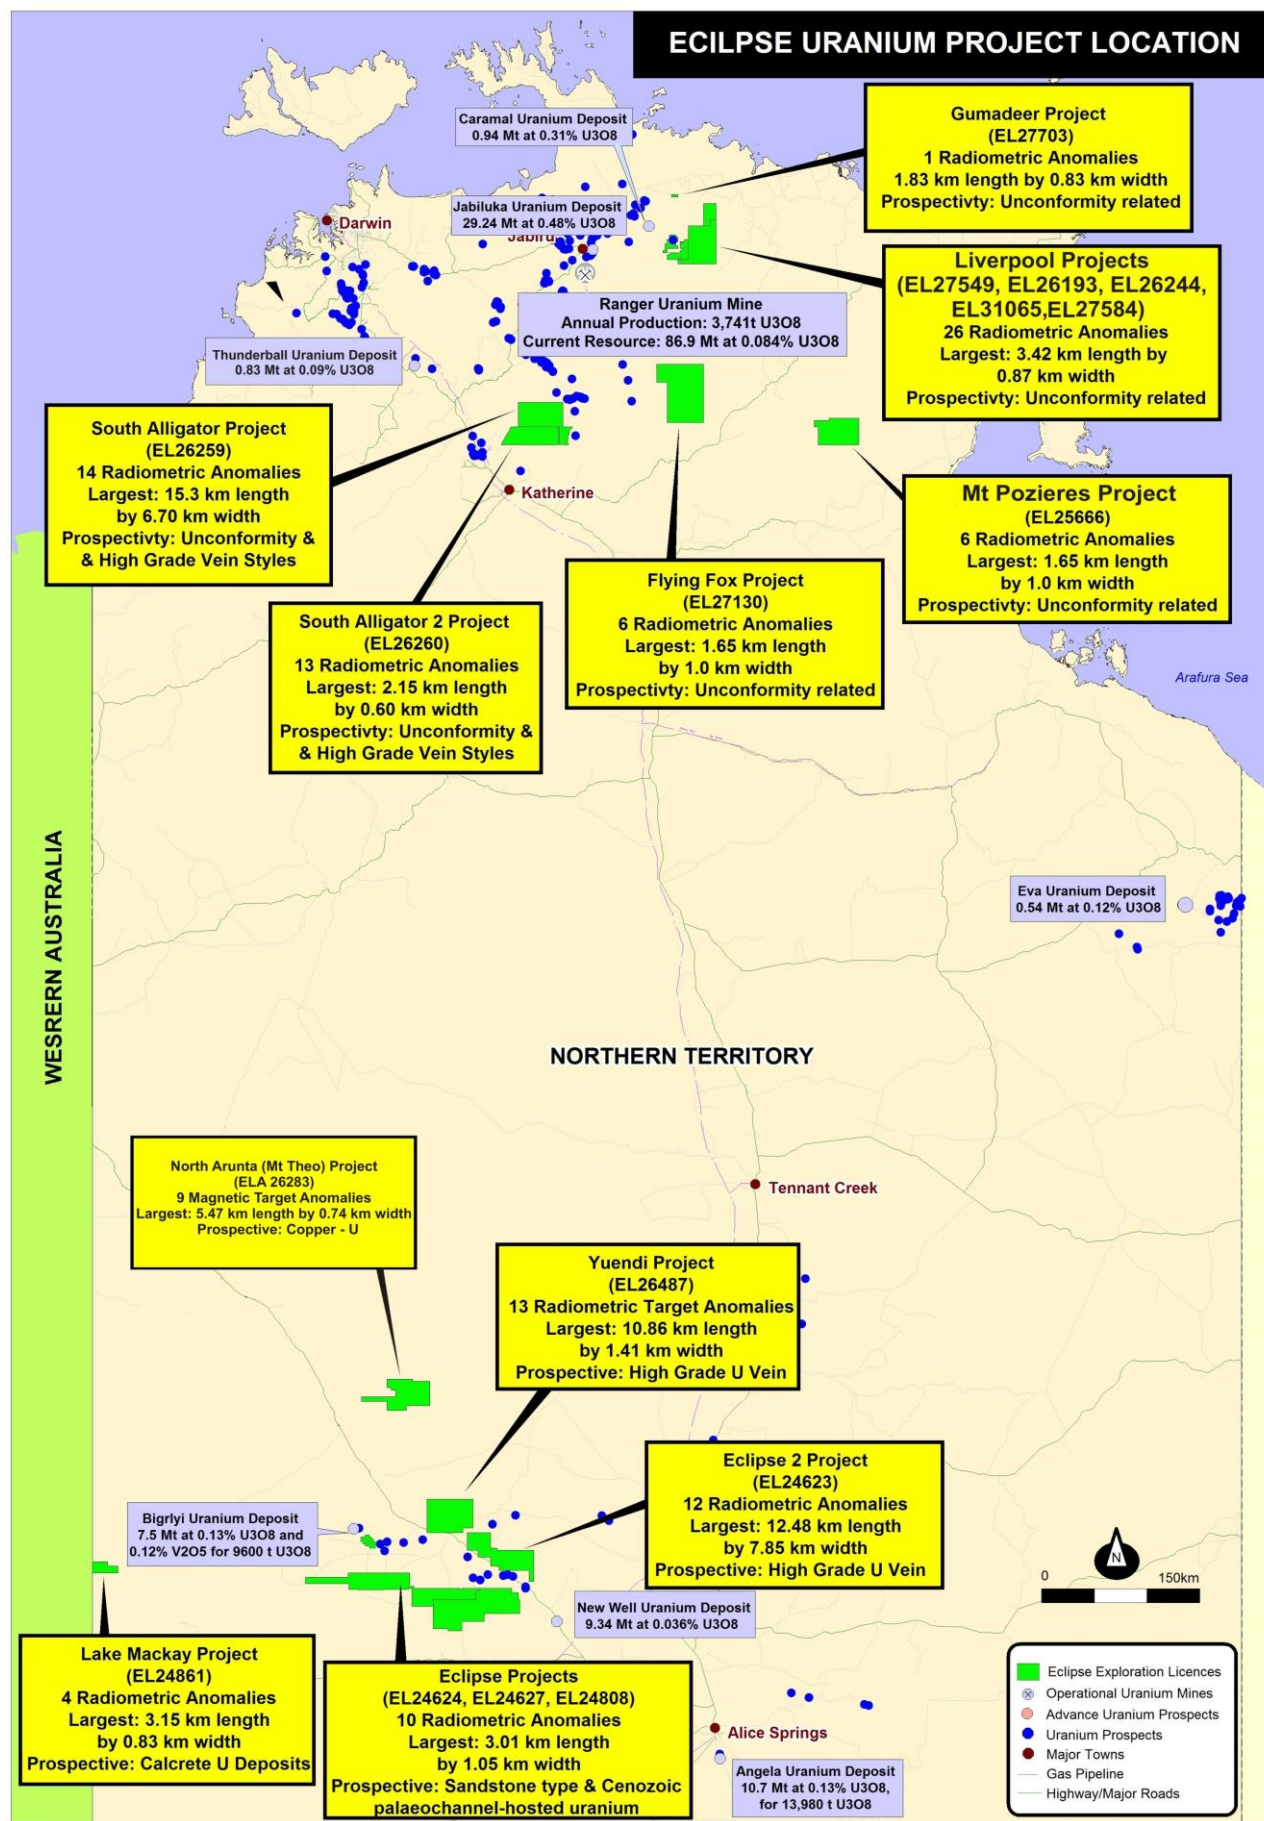 ECILPSE URANIUM PROJECT LOCATION
Caramal Uranium Deposit
0.94 Mt at 0.31% U3O8
Gumadeer Project
(EL27703)
1 Radiometric Anomalies
1.83 km length by 0.83 km width
Prospectivty: Unconformity related
Darwin
Jabiluka Uranium Deposit
29.24 Mt at 0.48% U3O8
Jabiru
Liverpool Projects
(EL27549, EL26193, EL26244,
EL31065,EL27584)
26 Radiometric Anomalies
Largest: 3.42 km length by
0.87 km width
Prospectivty: Unconformity related
Ranger Uranium Mine
Annual Production: 3,741t U3O8
Current Resource: 86.9 Mt at 0.084% U3O8
Thunderball Uranium Deposit
0.83 Mt at 0.09% U3O8
South Alligator Project
(EL26259)
14 Radiometric Anomalies
Largest: 15.3 km length
by 6.70 km width
Prospectivty: Unconformity &
& High Grade Vein Styles
Katherine
Mt Pozieres Project
(EL25666)
6 Radiometric Anomalies
Largest: 1.65 km length
by 1.0 km width
Prospectivty: Unconformity related
Flying Fox Project
(EL27130)
6 Radiometric Anomalies
Largest: 1.65 km length
by 1.0 km width
Prospectivty: Unconformity related
South Alligator 2 Project
(EL26260)
13 Radiometric Anomalies
Largest: 2.15 km length
by 0.60 km width
Prospectivty: Unconformity &
& High Grade Vein Styles
Arafura Sea
WESRERN AUSTRALIA
Eva Uranium Deposit
0.54 Mt at 0.12% U3O8
NORTHERN TERRITORY
North Arunta (Mt Theo) Project
(ELA 26283)
9 Magnetic Target Anomalies
Largest: 5.47 km length by 0.74 km width
Prospective: Copper - U
Tennant Creek
Yuendi Project
(EL26487)
13 Radiometric Target Anomalies
Largest: 10.86 km length
by 1.41 km width
Prospective: High Grade U Vein
Eclipse 2 Project
(EL24623)
12 Radiometric Anomalies
Largest: 12.48 km length
by 7.85 km width
Prospective: High Grade U Vein
Bigrlyi Uranium Deposit
7.5 Mt at 0.13% U3O8 and
0.12% V2O5 for 9600 t U3O8
N
0 150km
New Well Uranium Deposit
9.34 Mt at 0.036% U3O8
Lake Mackay Project
(EL24861)
4 Radiometric Anomalies
Largest: 3.15 km length
by 0.83 km width
Prospective: Calcrete U Deposits
Eclipse Projects
(EL24624, EL24627, EL24808)
10 Radiometric Anomalies
Largest: 3.01 km length
by 1.05 km width
Prospective: Sandstone type & Cenozoic
palaeochannel-hosted uranium
Alice Springs
Angela Uranium Deposit
10.7 Mt at 0.13% U3O8,
for 13,980 t U3O8
Eclipse Exploration Licences
Operational Uranium Mines
Advance Uranium Prospects
Uranium Prospects
Major Towns
Gas Pipeline
Highway/Major Roads